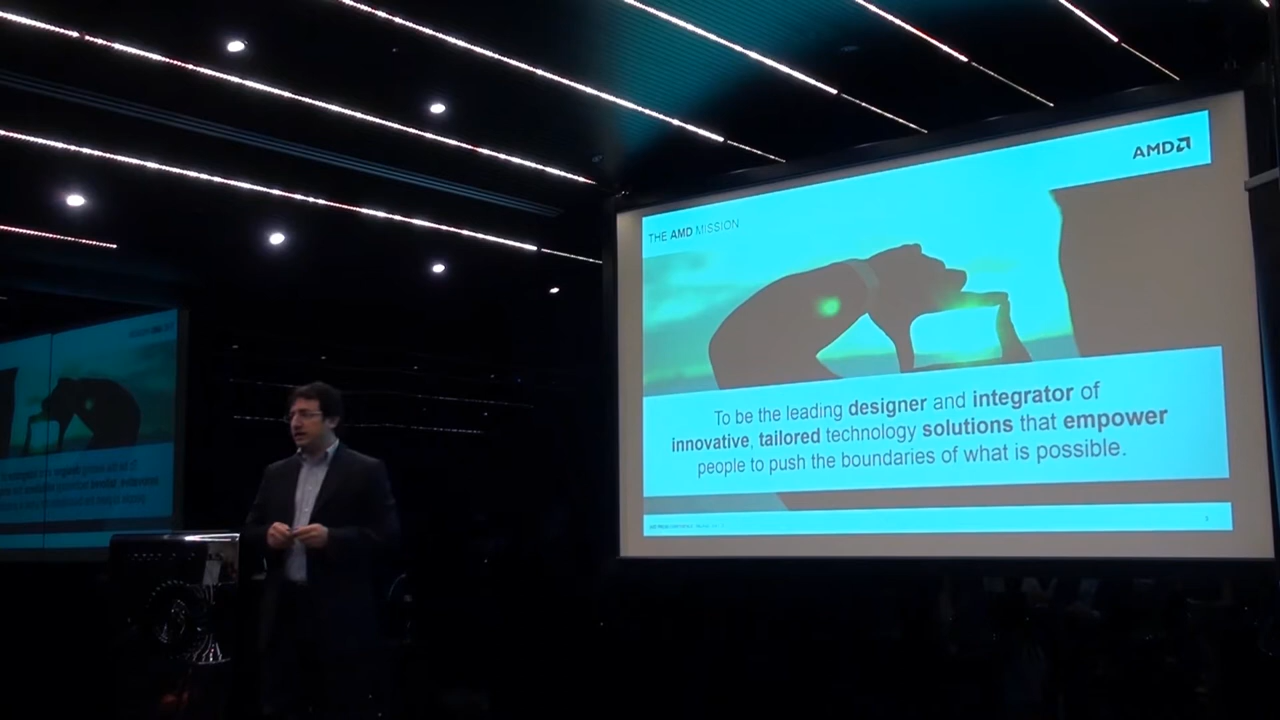 AMD
THE AMD MISSION
To be the leading designer and integrator of
innovative, tailored technology solutions that empower
people to push the boundaries of what is possible.